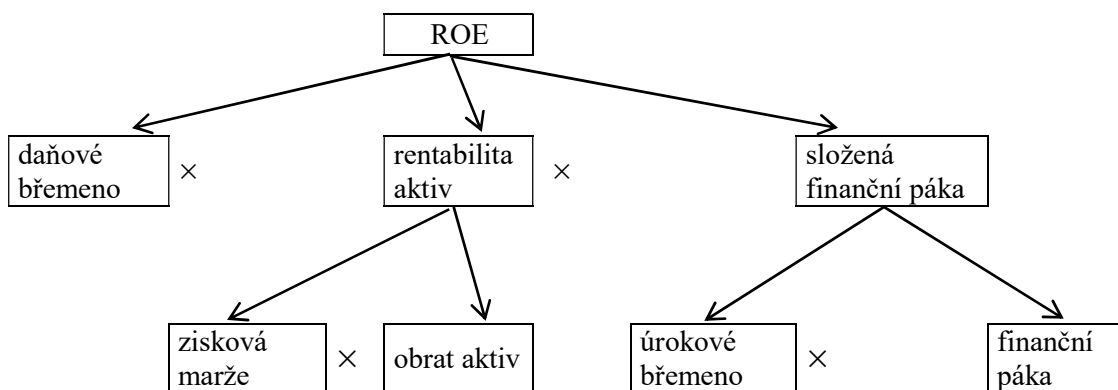 ROE
daňové
břemeno
×
rentabilita
aktiv
×
složená
finanční páka
zisková
marže
×
obrat aktiv
úrokové
břemeno
×
finanční
páka